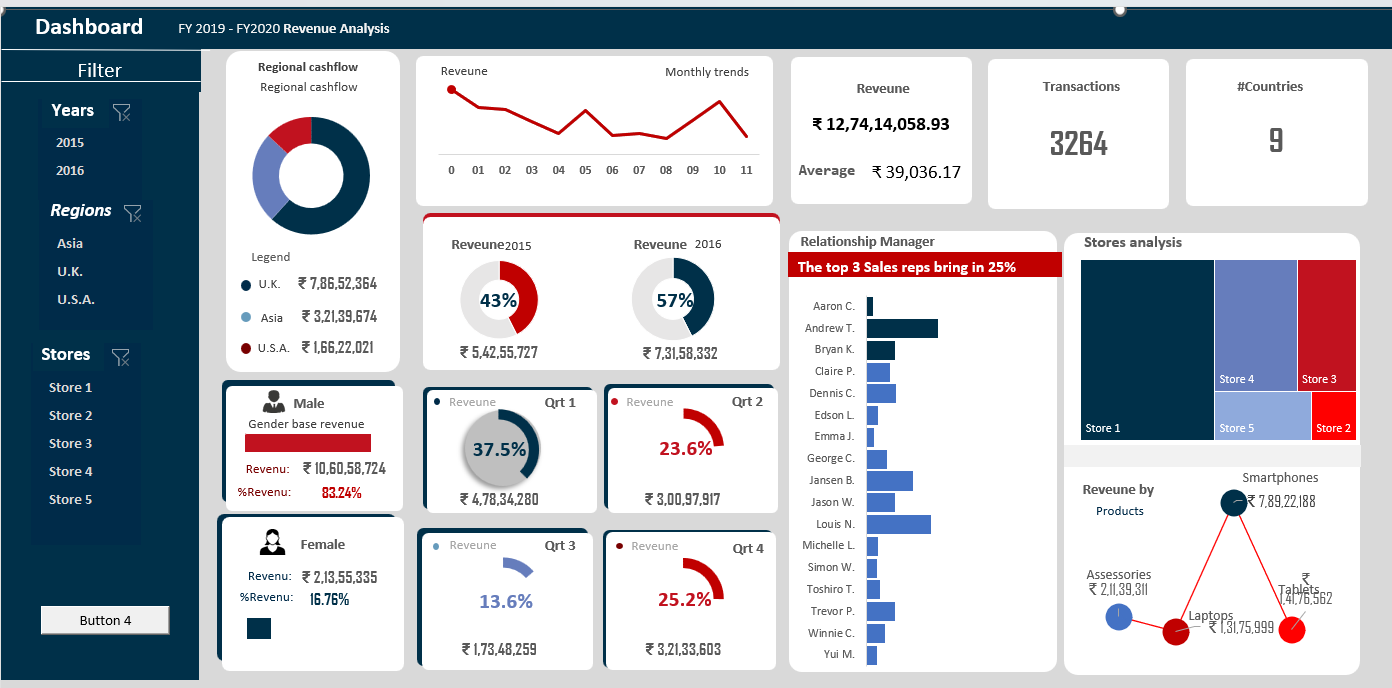 Dashboard
FY 2019 - FY2020 Revenue Analysis
Filter
Years
2015
2016
Regions
Asia
U.K.
U.S.A.
Stores
Store 1
Store 2
Store 3
Store 4
Store 5
Button 4
Regional cashflow
Regional cashflow
Legend
U.K. ₹ 7,86,52,364
Asia ₹ 3,21,39,674
U.S.A. ₹ 1,66,22,021
Reveune
Monthly trends
0 01 02 03 04 05 06 07 08 09 10 11
Reveune
₹ 12,74,14,058.93
Average ₹ 39,036.17
Transactions
3264
#Countries
9
Reveune 2015
43%
₹ 5,42,55,727
Reveune 2016
57%
₹ 7,31,58,332
Male
Gender base revenue
Revenu: ₹ 10,60,58,724
%Revenu: 83.24%
Female
Revenu: ₹ 2,13,55,335
%Revenu: 16.76%
Reveune Qrt 1
37.5%
₹ 4,78,34,280
Reveune Qrt 2
23.6%
₹ 3,00,97,917
Reveune Qrt 3
13.6%
₹ 1,73,48,259
Reveune Qrt 4
25.2%
₹ 3,21,33,603
Relationship Manager
The top 3 Sales reps bring in 25%
Aaron C.
Andrew T.
Bryan K.
Claire P.
Dennis C.
Edson L.
Emma J.
George C.
Jansen B.
Jason W.
Louis N.
Michelle L.
Simon W.
Toshiro T.
Trevor P.
Winnie C.
Yui M.
Stores analysis
Store 1
Store 4
Store 3
Store 5
Store 2
Reveune by
Products
Smartphones
₹ 7,89,22,188
Assessories
₹ 2,11,39,311
Laptops
₹ 1,31,75,999
Tablets
₹
1,41,76,562